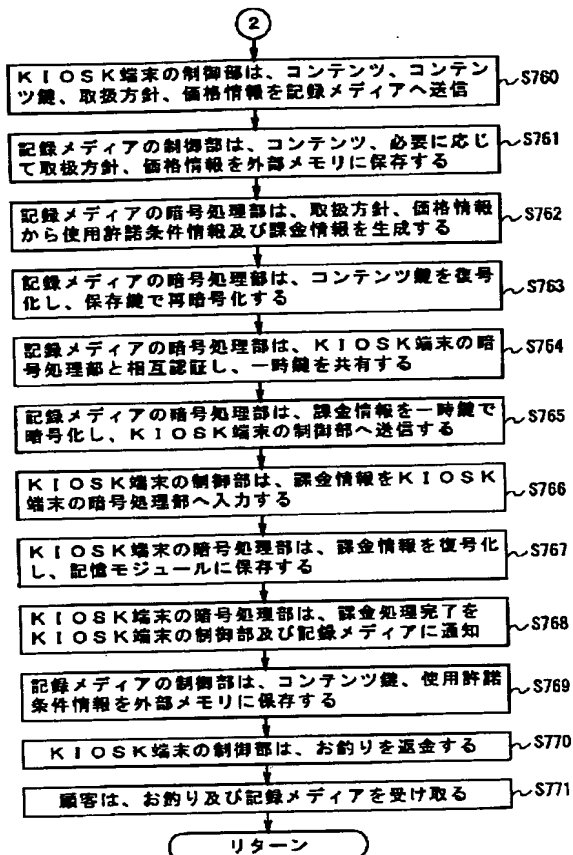 2
KIOSK端末の制御部は、コンテンツ、コンテン
ツ鍵、取扱方針、価格情報を記録メディアへ送信
S760
記録メディアの制御部は、コンテンツ、必要に応じ
て取扱方針、価格情報を外部メモリに保存する
S761
記録メディアの暗号処理部は、取扱方針、価格情報
から使用許諾条件情報及び課金情報を生成する
S762
記録メディアの暗号処理部は、コンテンツ鍵を復号
化し、保存鍵で再暗号化する
S763
記録メディアの暗号処理部は、KIOSK端末の暗
号処理部と相互認証し、一時鍵を共有する
S764
記録メディアの暗号処理部は、課金情報を一時鍵で
暗号化し、KIOSK端末の制御部へ送信する
S765
KIOSK端末の制御部は、課金情報をKIOSK
端末の暗号処理部へ入力する
S766
KIOSK端末の暗号処理部は、課金情報を復号化
し、記憶モジュールに保存する
S767
KIOSK端末の暗号処理部は、課金処理完了を
KIOSK端末の制御部及び記録メディアに通知
S768
記録メディアの制御部は、コンテンツ鍵、使用許諾
条件情報を外部メモリに保存する
S769
KIOSK端末の制御部は、お釣りを返金する
S770
顧客は、お釣り及び記録メディアを受け取る
S771
リターン